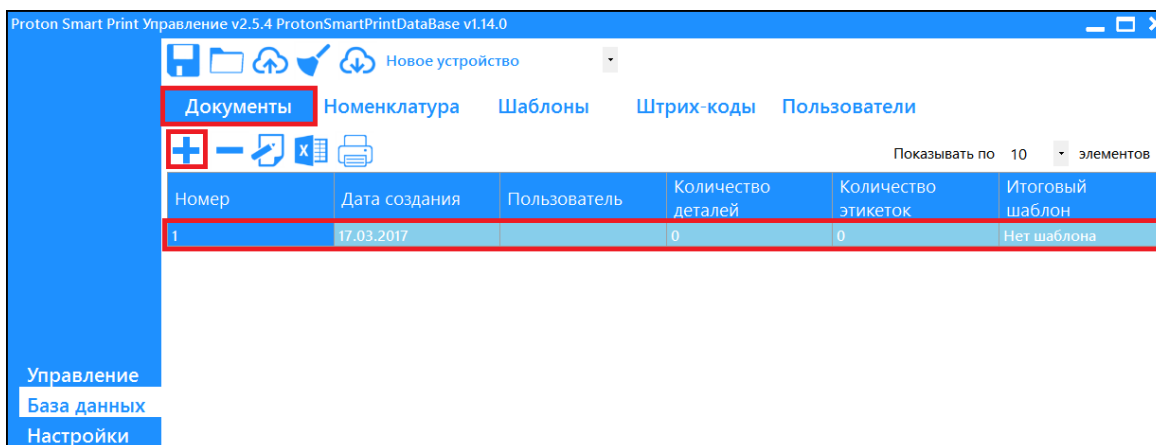 Proton Smart Print Управление v2.5.4 ProtonSmartPrintDataBase v1.14.0
Новое устройство
Документы Номенклатура Шаблоны Штрих-коды Пользователи
Показывать по 10 элементов
Номер Дата создания Пользователь Количество деталей Количество этикеток Итоговый шаблон
1 17.03.2017 0 0 Нет шаблона
Управление
База данных
Настройки